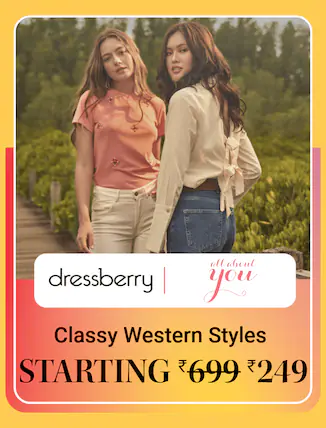 dressberry
all about
you
Classy Western Styles
STARTING ₹699 ₹249